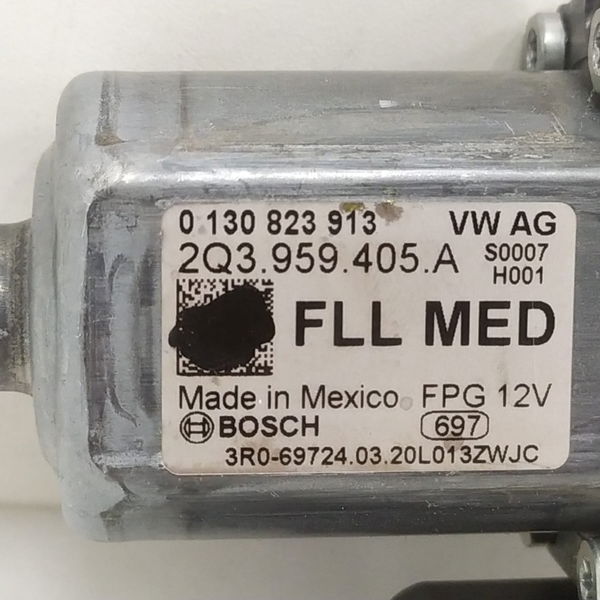 0 130 823 913 VW AG
2Q3.959.405.A S0007
H001
FLL MED
Made in Mexico FPG 12V
BOSCH 697
3R0-69724.03.20L013ZWJC